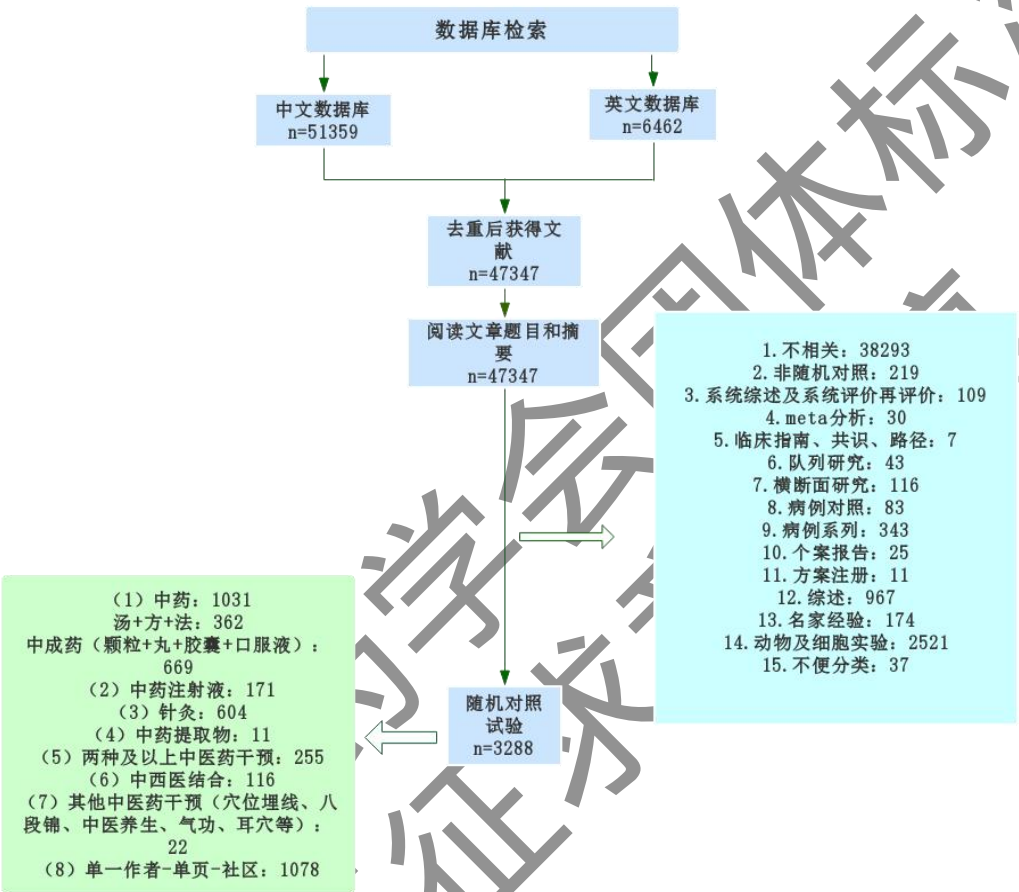 数据库检索
中文数据库
n=51359
英文数据库
n=6462
去重后获得文
献
n=47347
阅读文章题目和摘
要
n=47347
1.不相关：38293
2.非随机对照：219
3.系统综述及系统评价再评价：109
4.meta分析：30
5.临床指南、共识、路径：7
6.队列研究：43
7.横断面研究：116
8.病例对照：83
9.病例系列：343
10.个案报告：25
11.方案注册：11
12.综述：967
13.名家经验：174
14.动物及细胞实验：2521
15.不便分类：37
随机对照
试验
n=3288
（1）中药：1031
汤+方+法：362
中成药（颗粒+丸+胶囊+口服液）：
669
（2）中药注射液：171
（3）针灸：604
（4）中药提取物：11
（5）两种及以上中医药干预：255
（6）中西医结合：116
（7）其他中医药干预（穴位埋线、八
段锦、中医养生、气功、耳穴等）：
22
（8）单一作者-单页-社区：1078
药学会团体标
征求